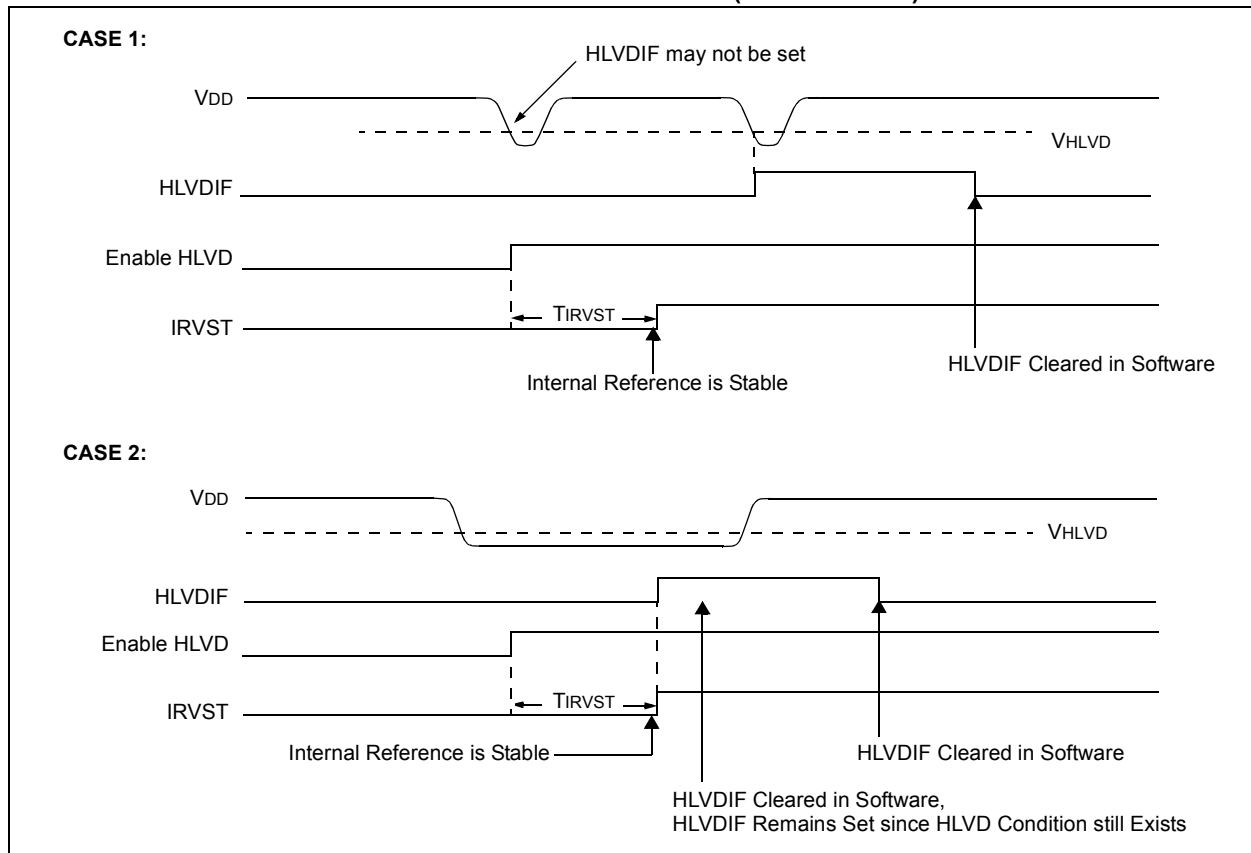 CASE 1:
HLVDIF may not be set
VDD
VHLVD
HLVDIF
Enable HLVD
TIRVST
IRVST
HLVDIF Cleared in Software
Internal Reference is Stable
CASE 2:
VDD
VHLVD
HLVDIF
Enable HLVD
TIRVST
IRVST
Internal Reference is Stable
HLVDIF Cleared in Software
HLVDIF Cleared in Software,
HLVDIF Remains Set since HLVD Condition still Exists